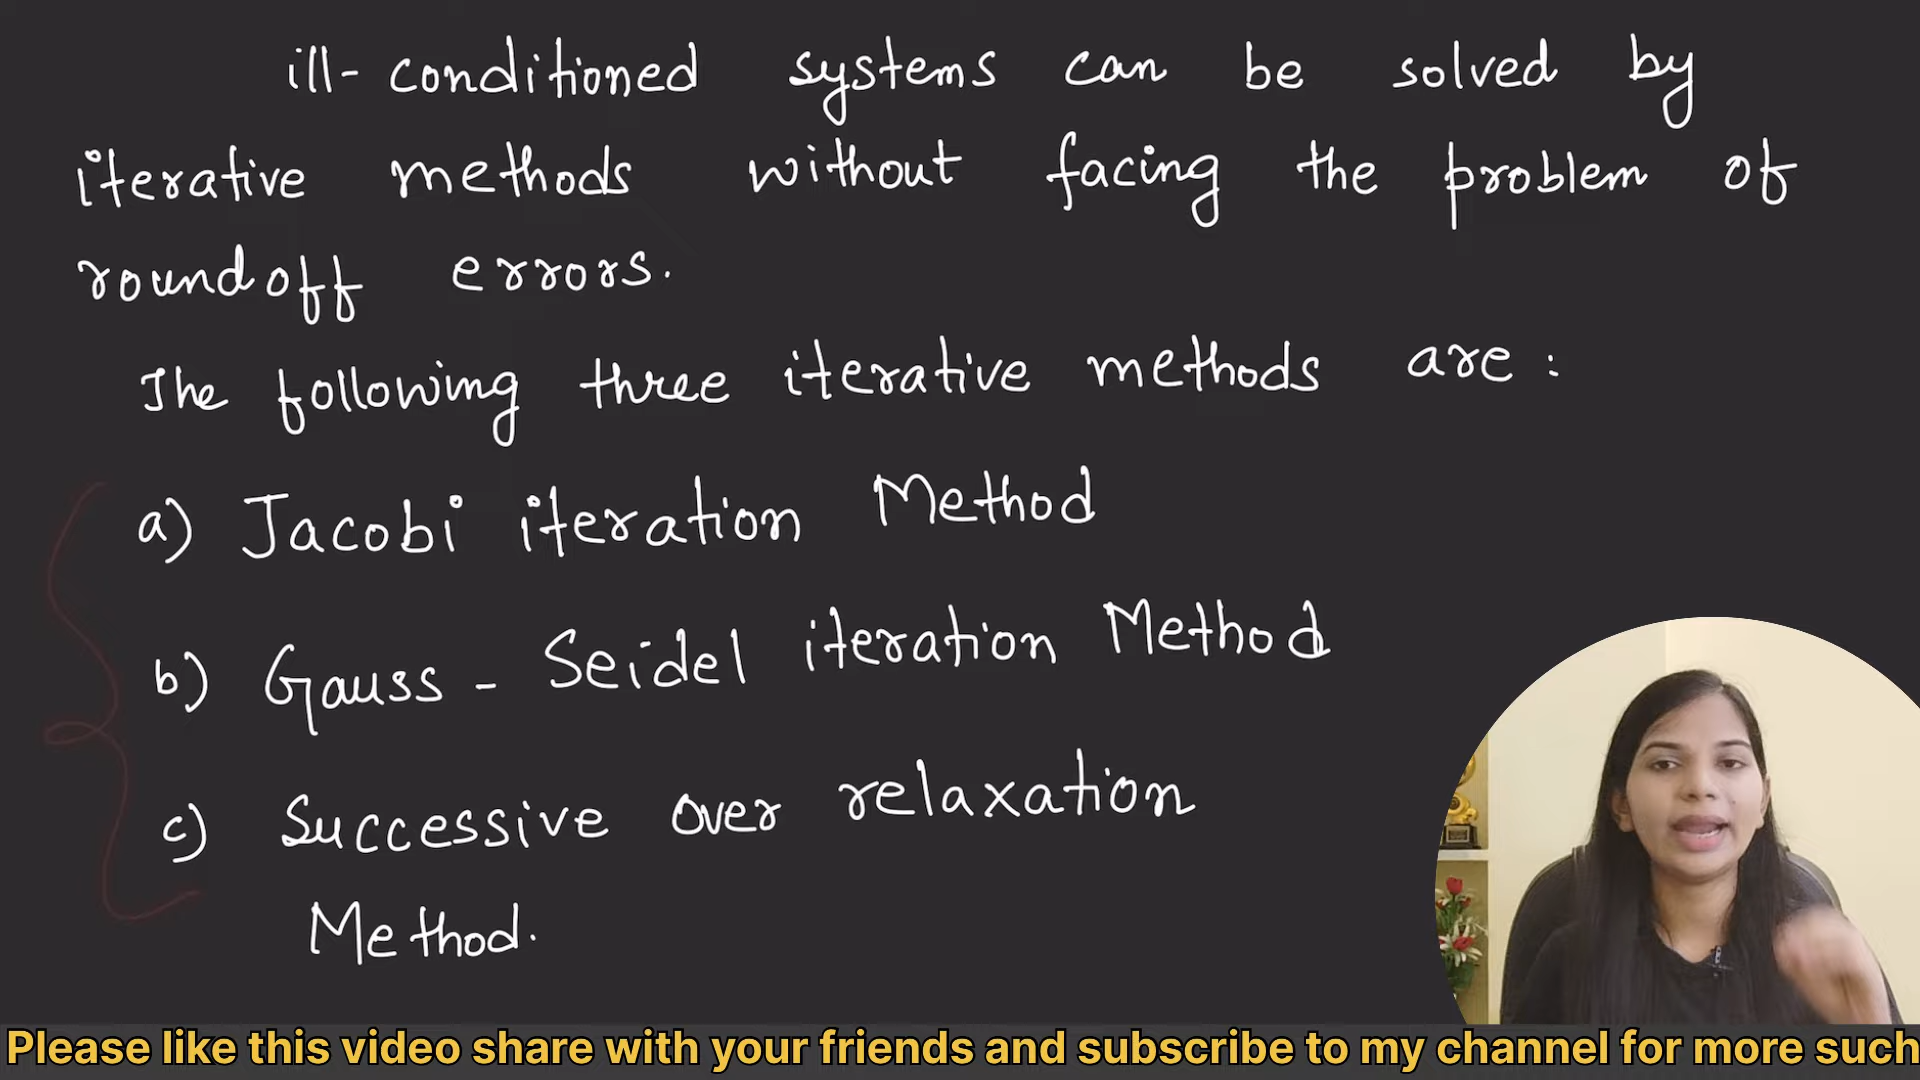 ill-conditioned systems can be solved by
iterative methods without facing the problem of
roundoff errors.
The following three iterative methods are :
a) Jacobi iteration Method
b) Gauss - Seidel iteration Method
c) Successive over relaxation
Method.
Please like this video share with your friends and subscribe to my channel for more such